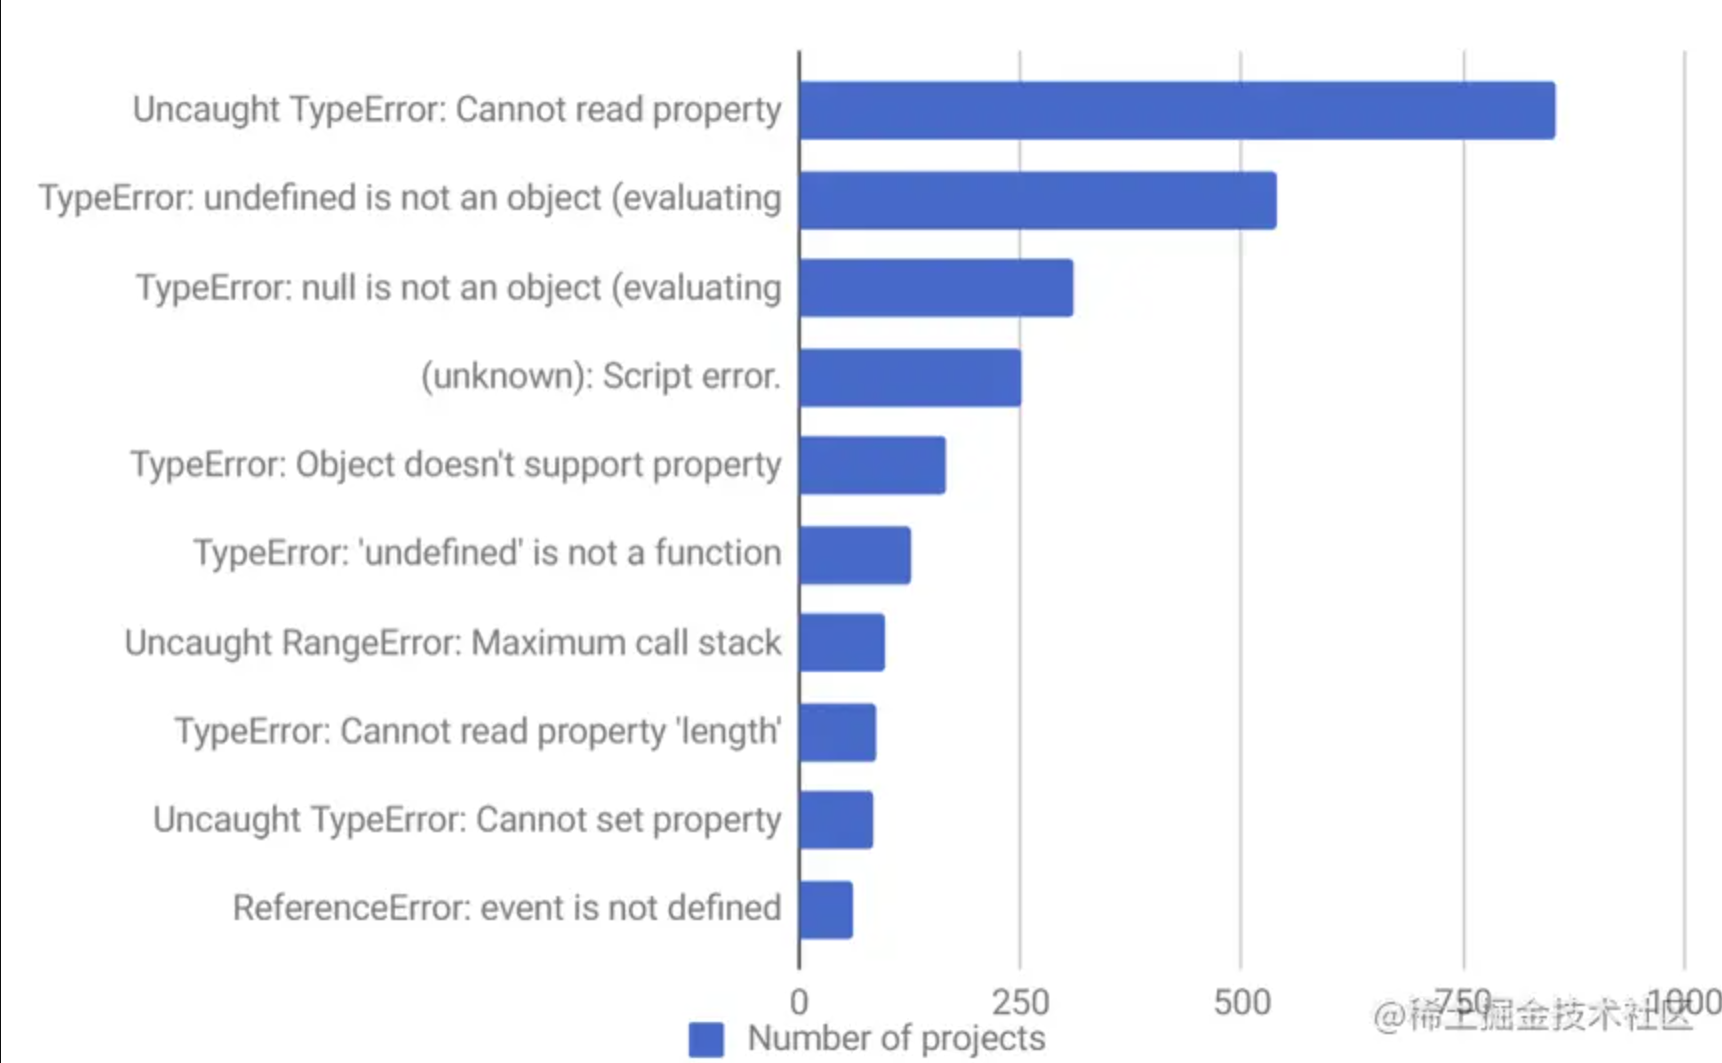 Uncaught TypeError: Cannot read property
TypeError: undefined is not an object (evaluating
TypeError: null is not an object (evaluating
(unknown): Script error.
TypeError: Object doesn't support property
TypeError: 'undefined' is not a function
Uncaught RangeError: Maximum call stack
TypeError: Cannot read property 'length'
Uncaught TypeError: Cannot set property
ReferenceError: event is not defined
0 250 500 750 1000
@稀土掘金技术社区
Number of projects